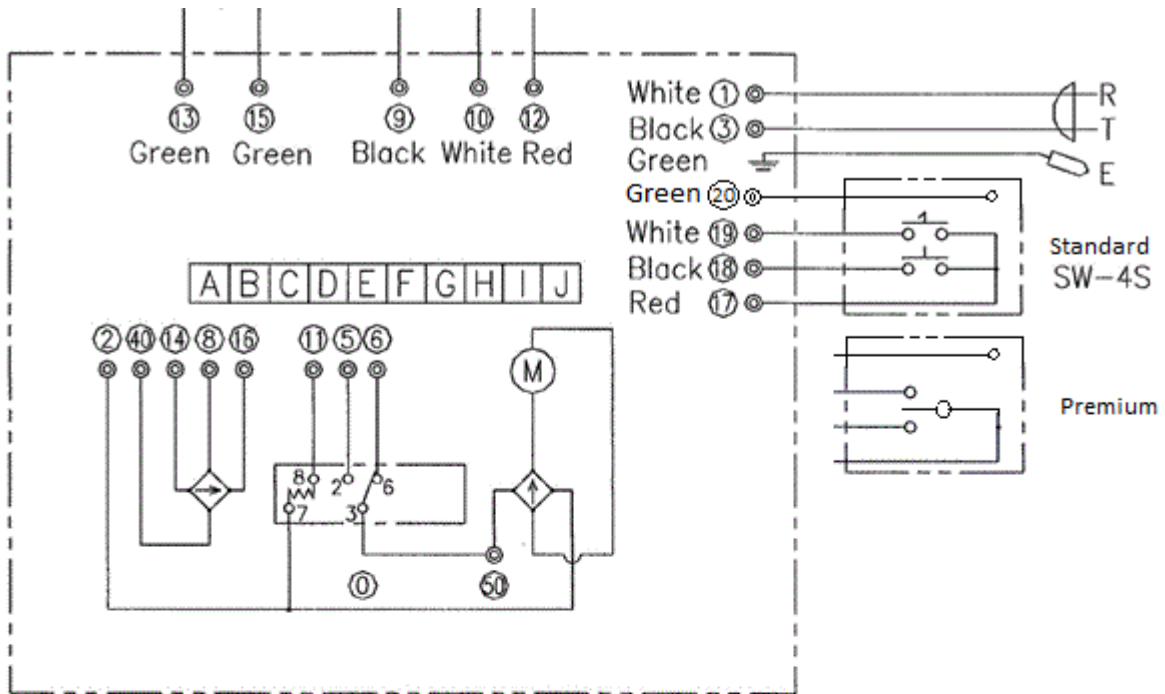 White 1 R
Black 3 T
Green E
13 15 9 10 12
Green Green Black White Red
Green 20
White 19
Black 18
Red 17
Standard
SW-4S
A B C D E F G H I J
2 40 14 8 16 11 5 6
M
Premium
8 2 6
7 3
0 50